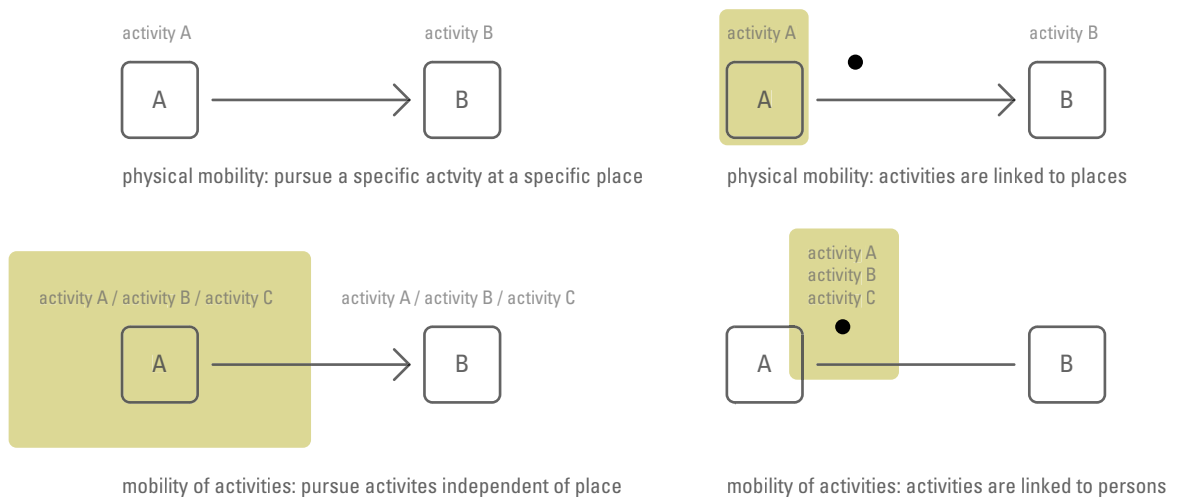 activity A
activity B
A
B
physical mobility: pursue a specific actvity at a specific place
activity A
activity B
A
B
physical mobility: activities are linked to places
activity A / activity B / activity C
activity A / activity B / activity C
A
B
mobility of activities: pursue activites independent of place
activity A
activity B
activity C
A
B
mobility of activities: activities are linked to persons